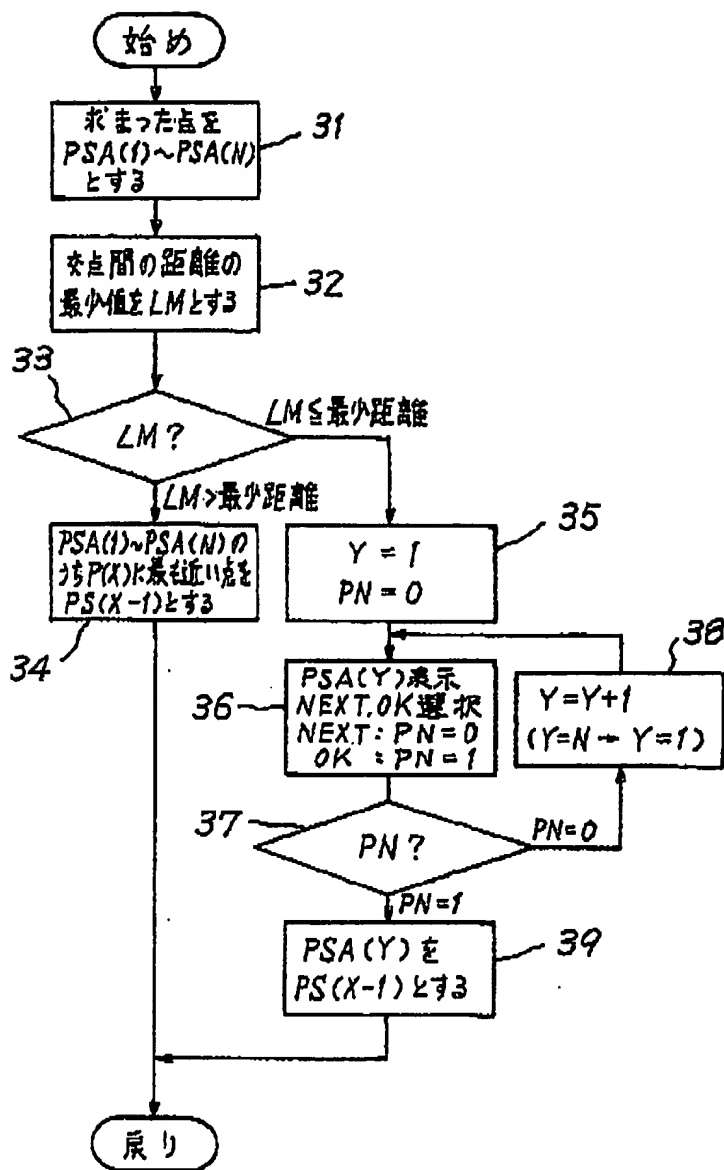 始め
求まった点を
PSA(1)~PSA(N)
とする
31
交点間の距離の
最少値をLMとする
32
33
LM?
LM≦最少距離
LM>最少距離
PSA(1)~PSA(N)の
うちP(X)に最も近い点を
PS(X-1)とする
34
Y=1
PN=0
35
PSA(Y)表示
NEXT,OK選択
NEXT:PN=0
OK:PN=1
36
Y=Y+1
(Y=N→Y=1)
38
37
PN?
PN=0
PN=1
PSA(Y)を
PS(X-1)とする
39
戻り